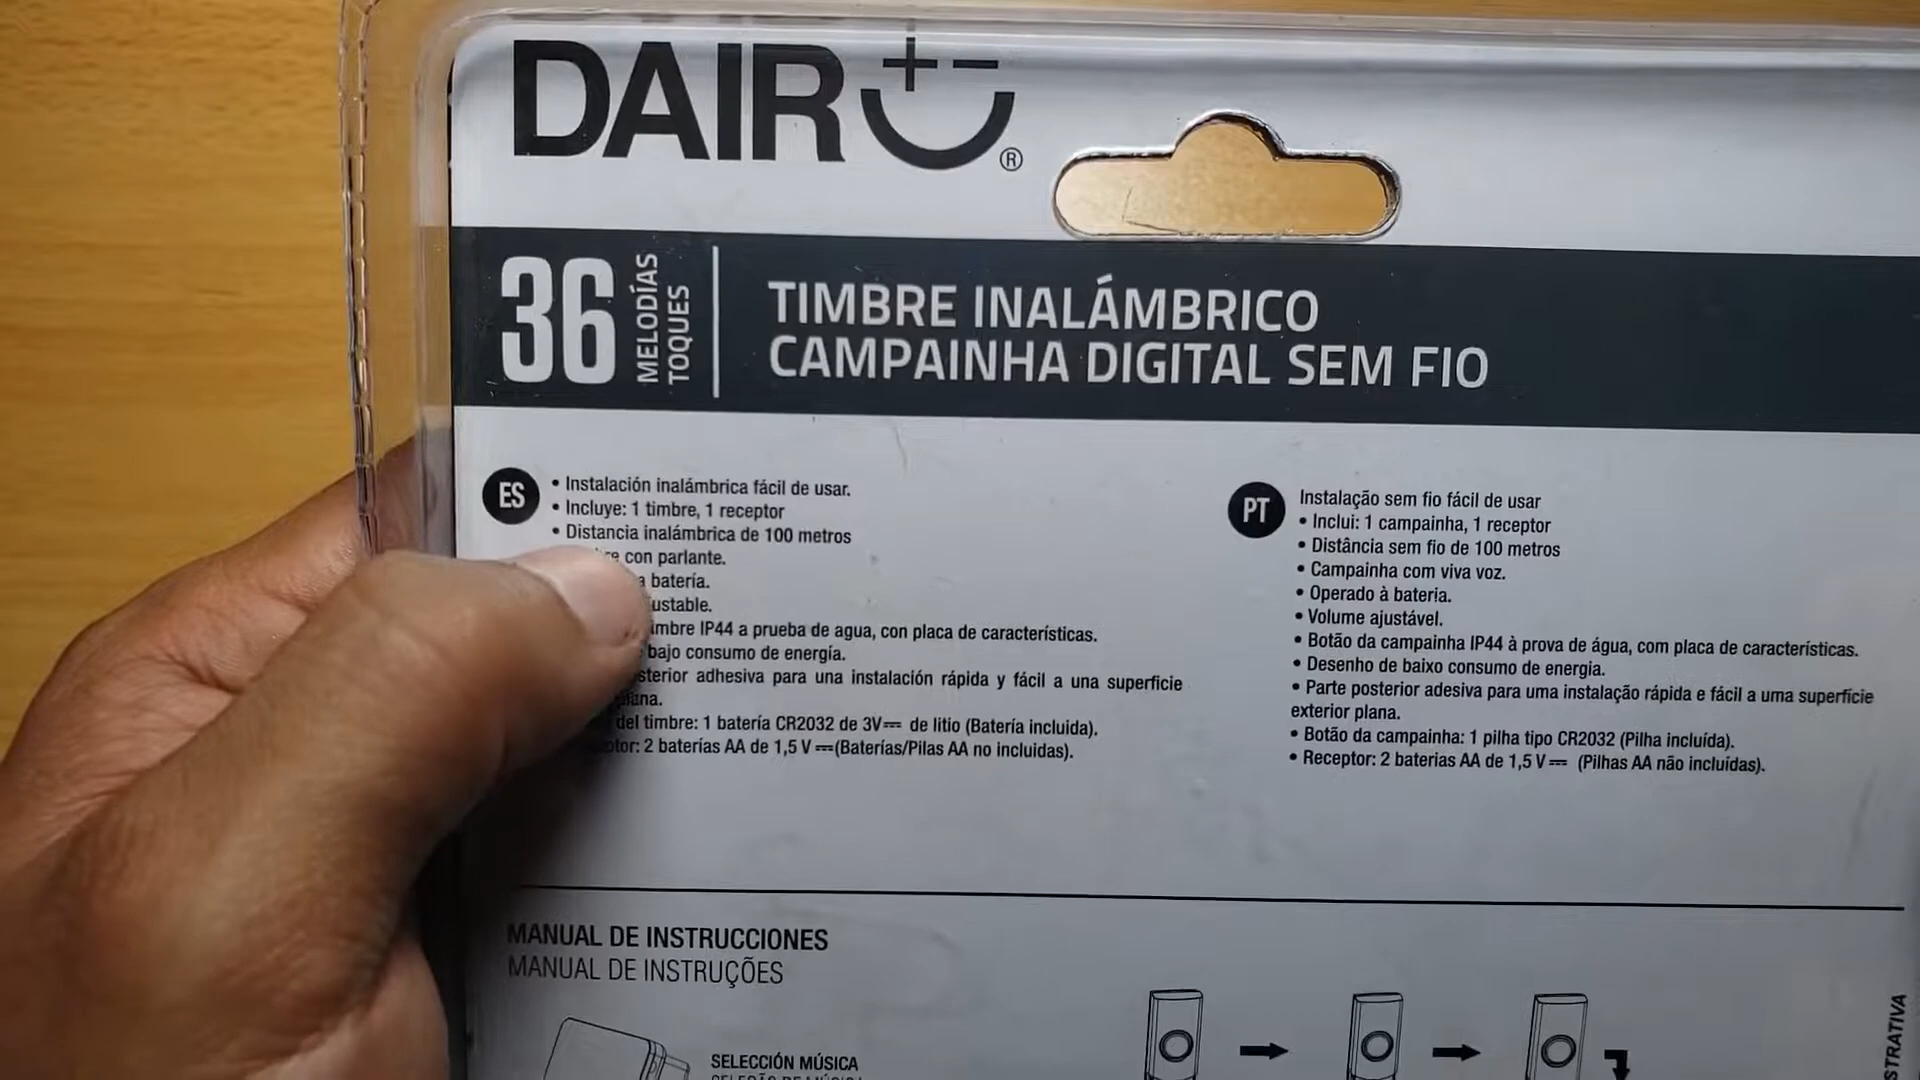 DAIRU®
36
MELODÍAS
TOQUES
TIMBRE INALÁMBRICO
CAMPAINHA DIGITAL SEM FIO
ES
• Instalación inalámbrica fácil de usar.
• Incluye: 1 timbre, 1 receptor
• Distancia inalámbrica de 100 metros
con parlante.
batería.
IP44 a prueba de agua, con placa de características.
bajo consumo de energía.
adhesiva para una instalación rápida y fácil a una superficie
del timbre: 1 batería CR2032 de 3V⎓ de litio (Batería incluida).
2 baterías AA de 1,5 V ⎓(Baterías/Pilas AA no incluidas).
PT
Instalação sem fio fácil de usar
• Inclui: 1 campainha, 1 receptor
• Distância sem fio de 100 metros
• Campainha com viva voz.
• Operado à bateria.
• Volume ajustável.
• Botão da campainha IP44 à prova de água, com placa de características.
• Desenho de baixo consumo de energia.
• Parte posterior adesiva para uma instalação rápida e fácil a uma superfície
exterior plana.
• Botão da campainha: 1 pilha tipo CR2032 (Pilha incluída).
• Receptor: 2 baterias AA de 1,5 V ⎓ (Pilhas AA não incluídas).
MANUAL DE INSTRUCCIONES
MANUAL DE INSTRUÇÕES
SELECCIÓN MÚSICA